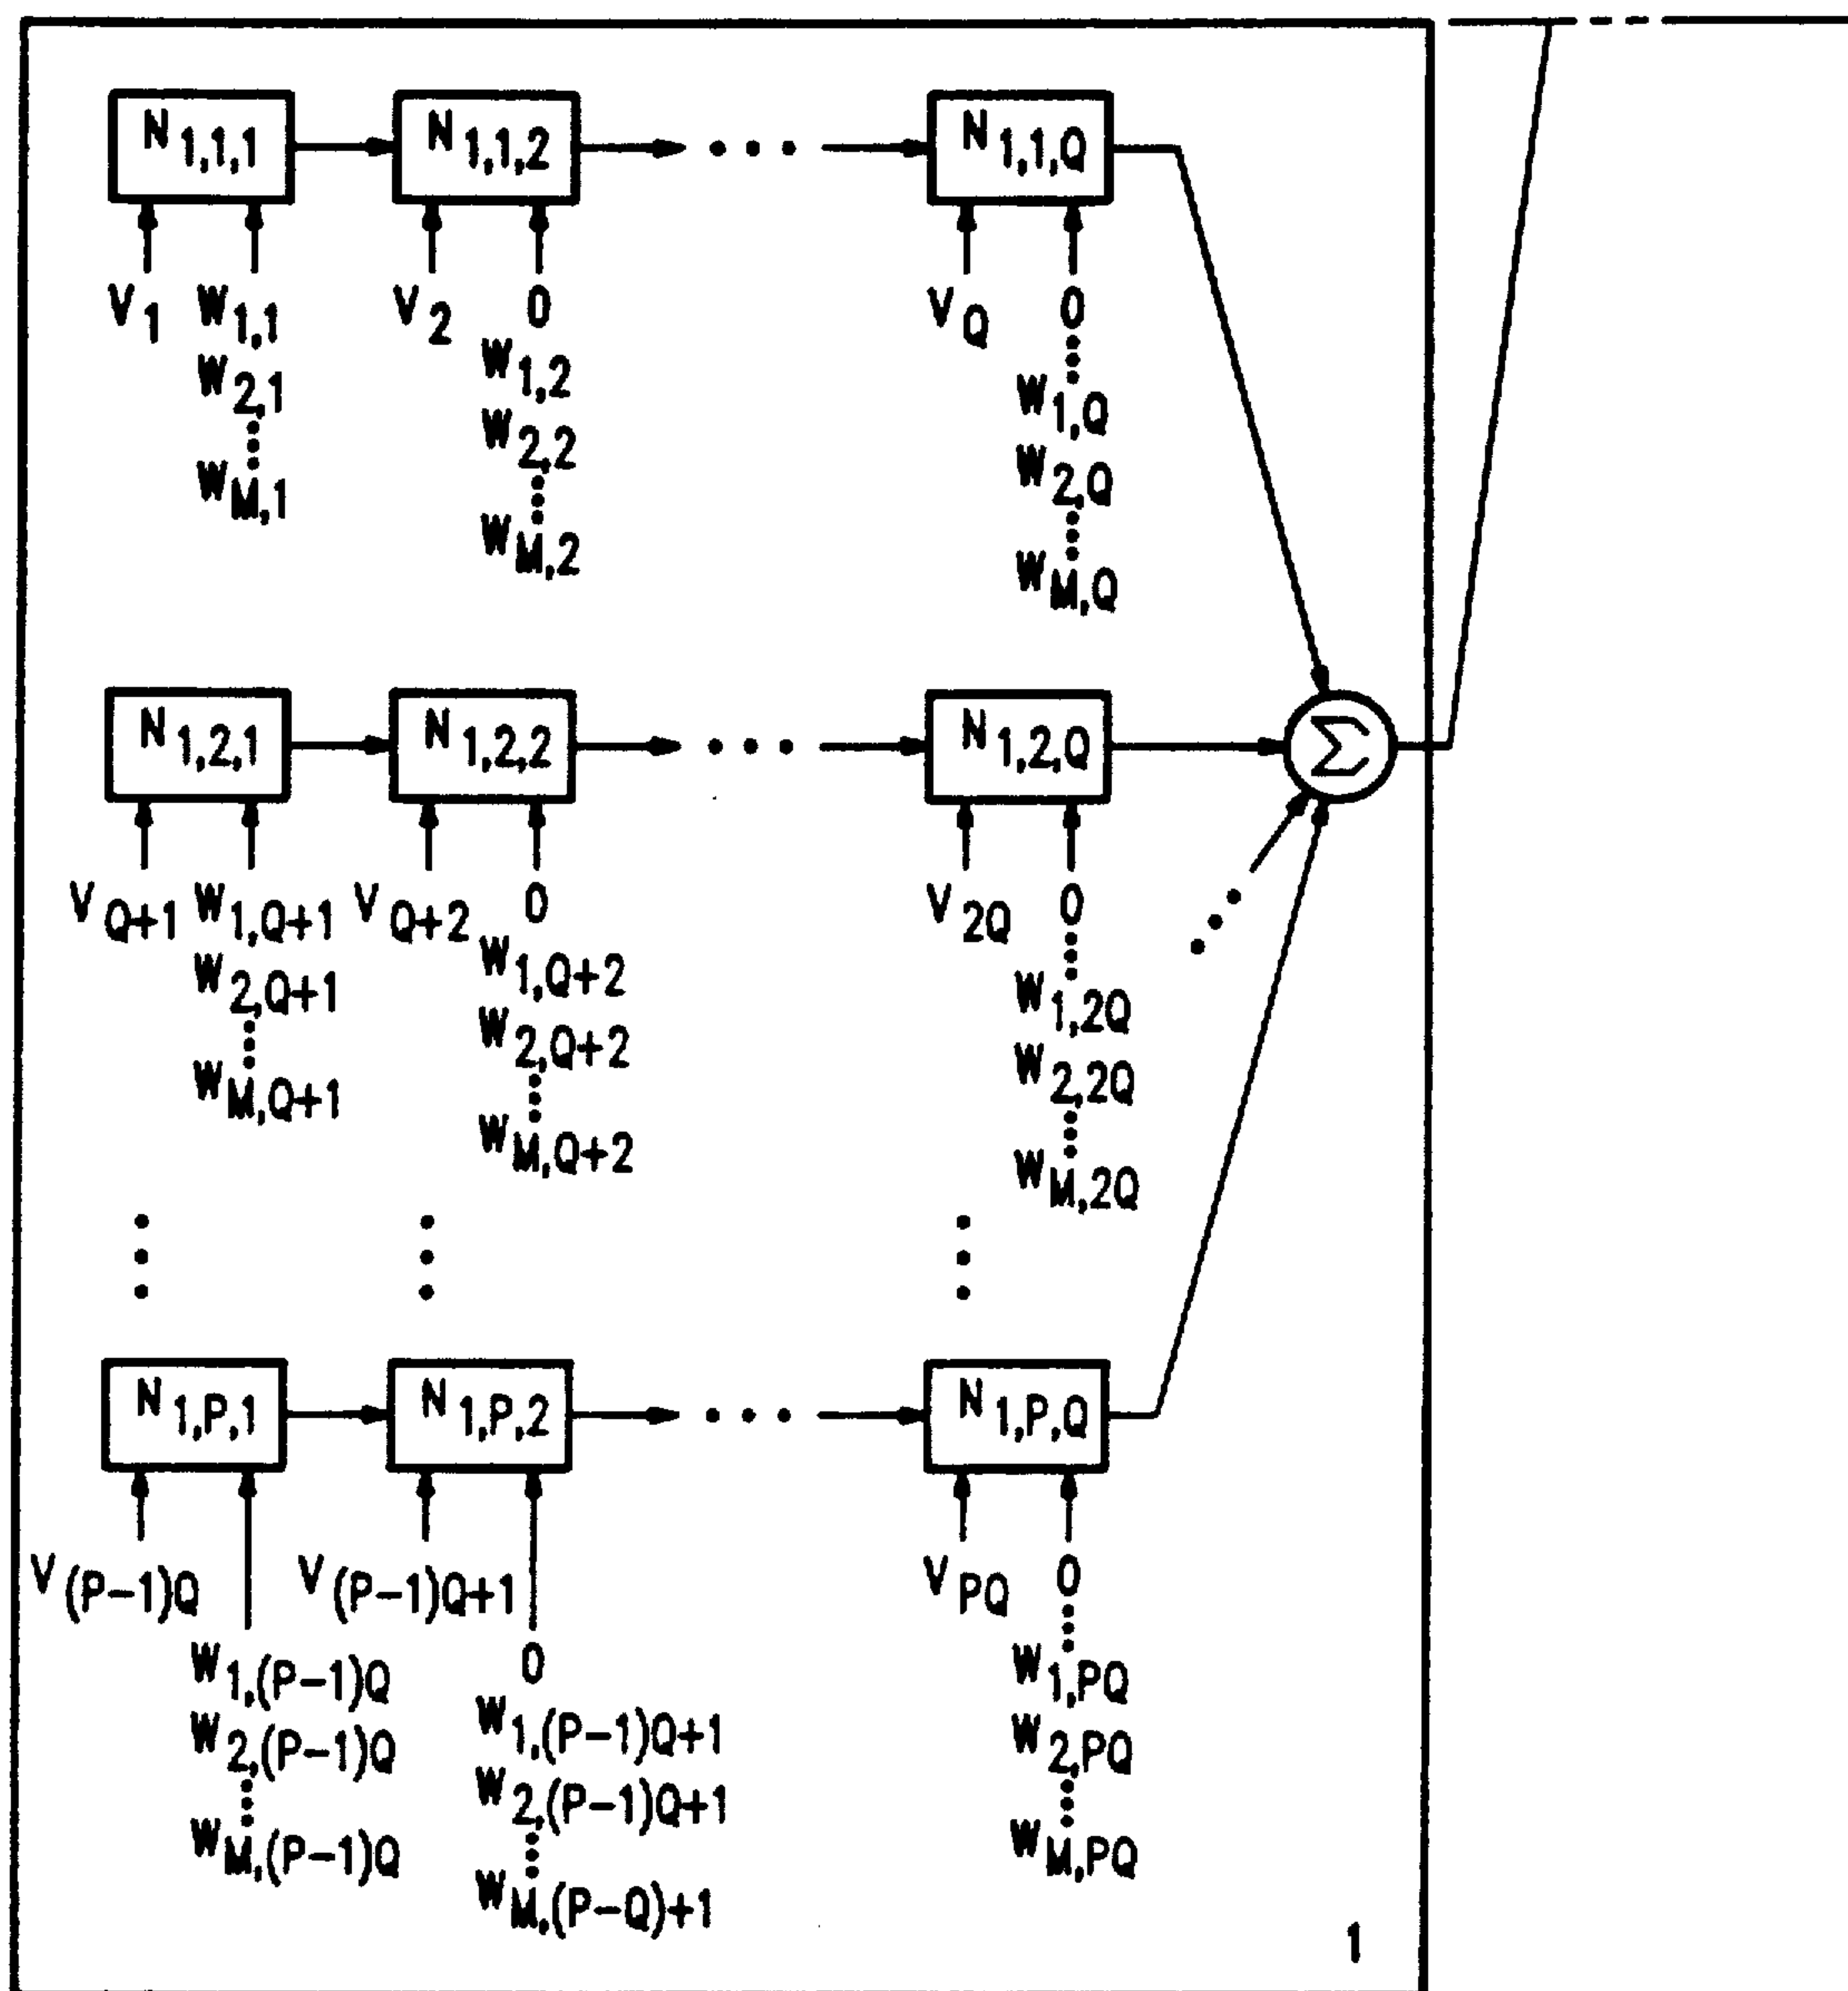 N1,1,1 N1,1,2 ... N1,1,Q
V1 W1,1 V2 0 VQ 0
W2,1 W1,2 W1,Q
WM,1 W2,2 W2,Q
WM,2 WM,Q
N1,2,1 N1,2,2 ... N1,2,Q Σ
VQ+1 W1,Q+1 VQ+2 0 V2Q 0
W2,Q+1 W1,Q+2 W1,2Q
WM,Q+1 W2,Q+2 W2,2Q
WM,Q+2 WM,2Q
N1,P,1 N1,P,2 ... N1,P,Q
V(P-1)Q V(P-1)Q+1 VPQ 0
W1,(P-1)Q 0 W1,PQ
W2,(P-1)Q W1,(P-1)Q+1 W2,PQ
WM,(P-1)Q W2,(P-1)Q+1 WM,PQ
WM,(P-Q)+1
1